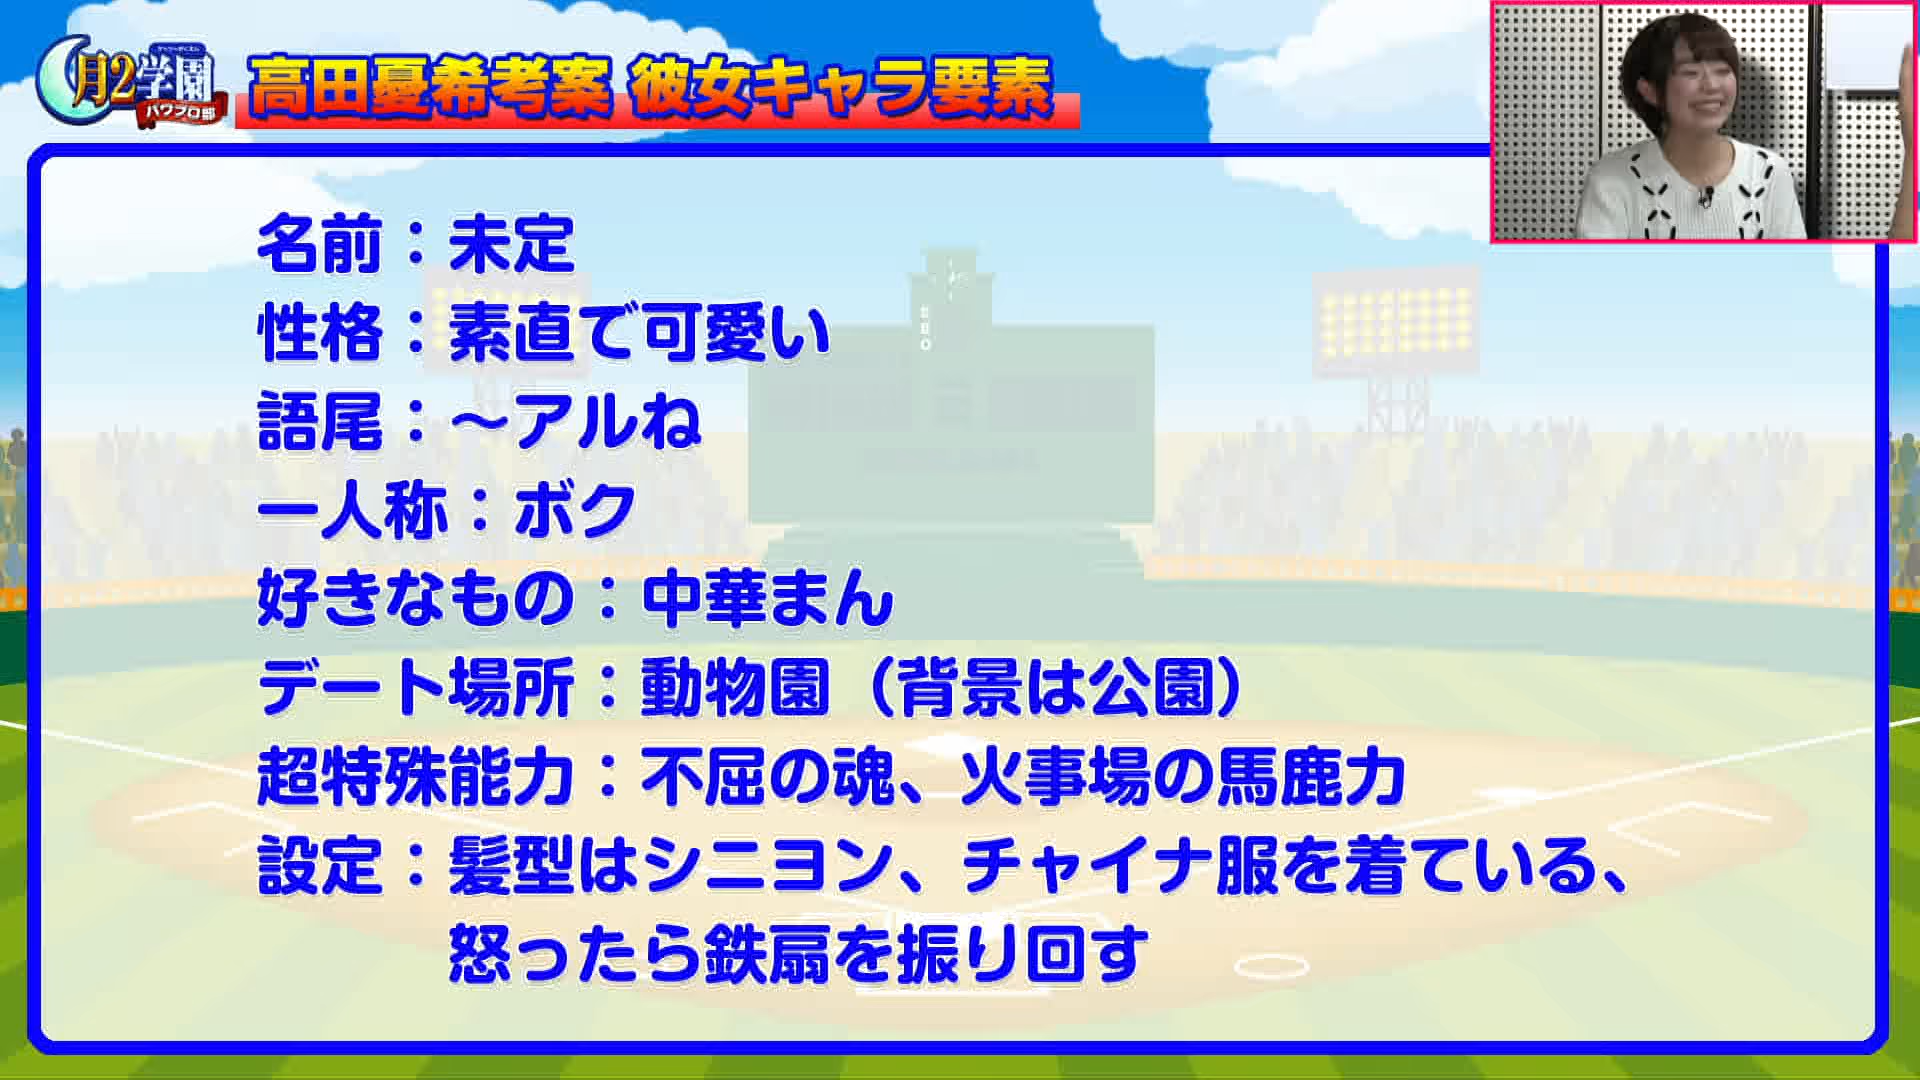 月2学園
パワプロ部
高田憂希考案 彼女キャラ要素
名前：未定
性格：素直で可愛い
語尾：～アルね
一人称：ボク
好きなもの：中華まん
デート場所：動物園（背景は公園）
超特殊能力：不屈の魂、火事場の馬鹿力
設定：髪型はシニヨン、チャイナ服を着ている、
怒ったら鉄扇を振り回す